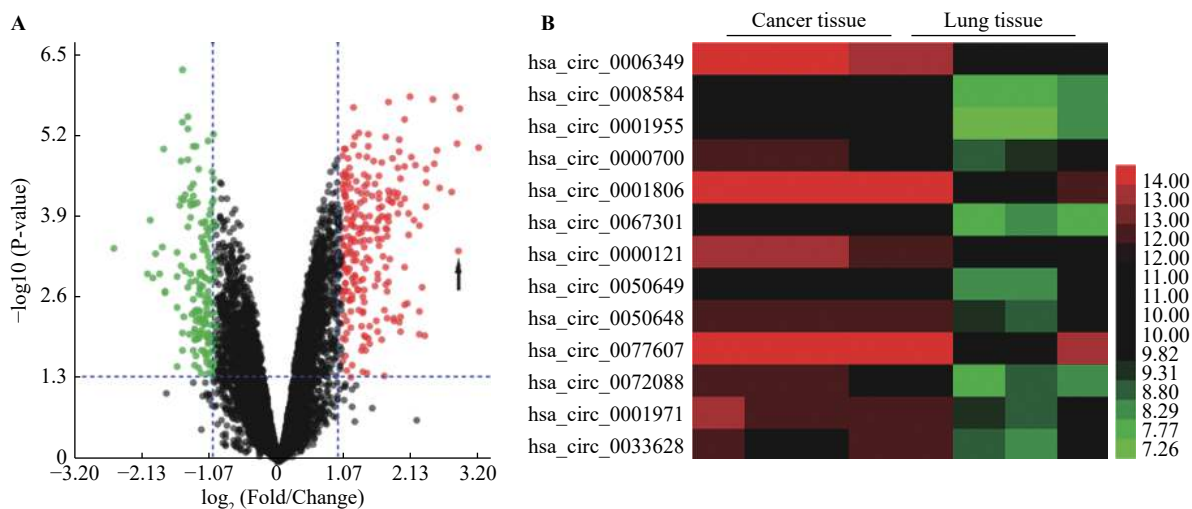 A
−log10 (P-value)
6.5
5.2
3.9
2.6
1.3
0
−3.20 −2.13 −1.07 0 1.07 2.13 3.20
log, (Fold/Change)
B
Cancer tissue Lung tissue
hsa_circ_0006349
hsa_circ_0008584
hsa_circ_0001955
hsa_circ_0000700
hsa_circ_0001806
hsa_circ_0067301
hsa_circ_0000121
hsa_circ_0050649
hsa_circ_0050648
hsa_circ_0077607
hsa_circ_0072088
hsa_circ_0001971
hsa_circ_0033628
14.00
13.00
13.00
12.00
12.00
11.00
11.00
10.00
10.00
9.82
9.31
8.80
8.29
7.77
7.26